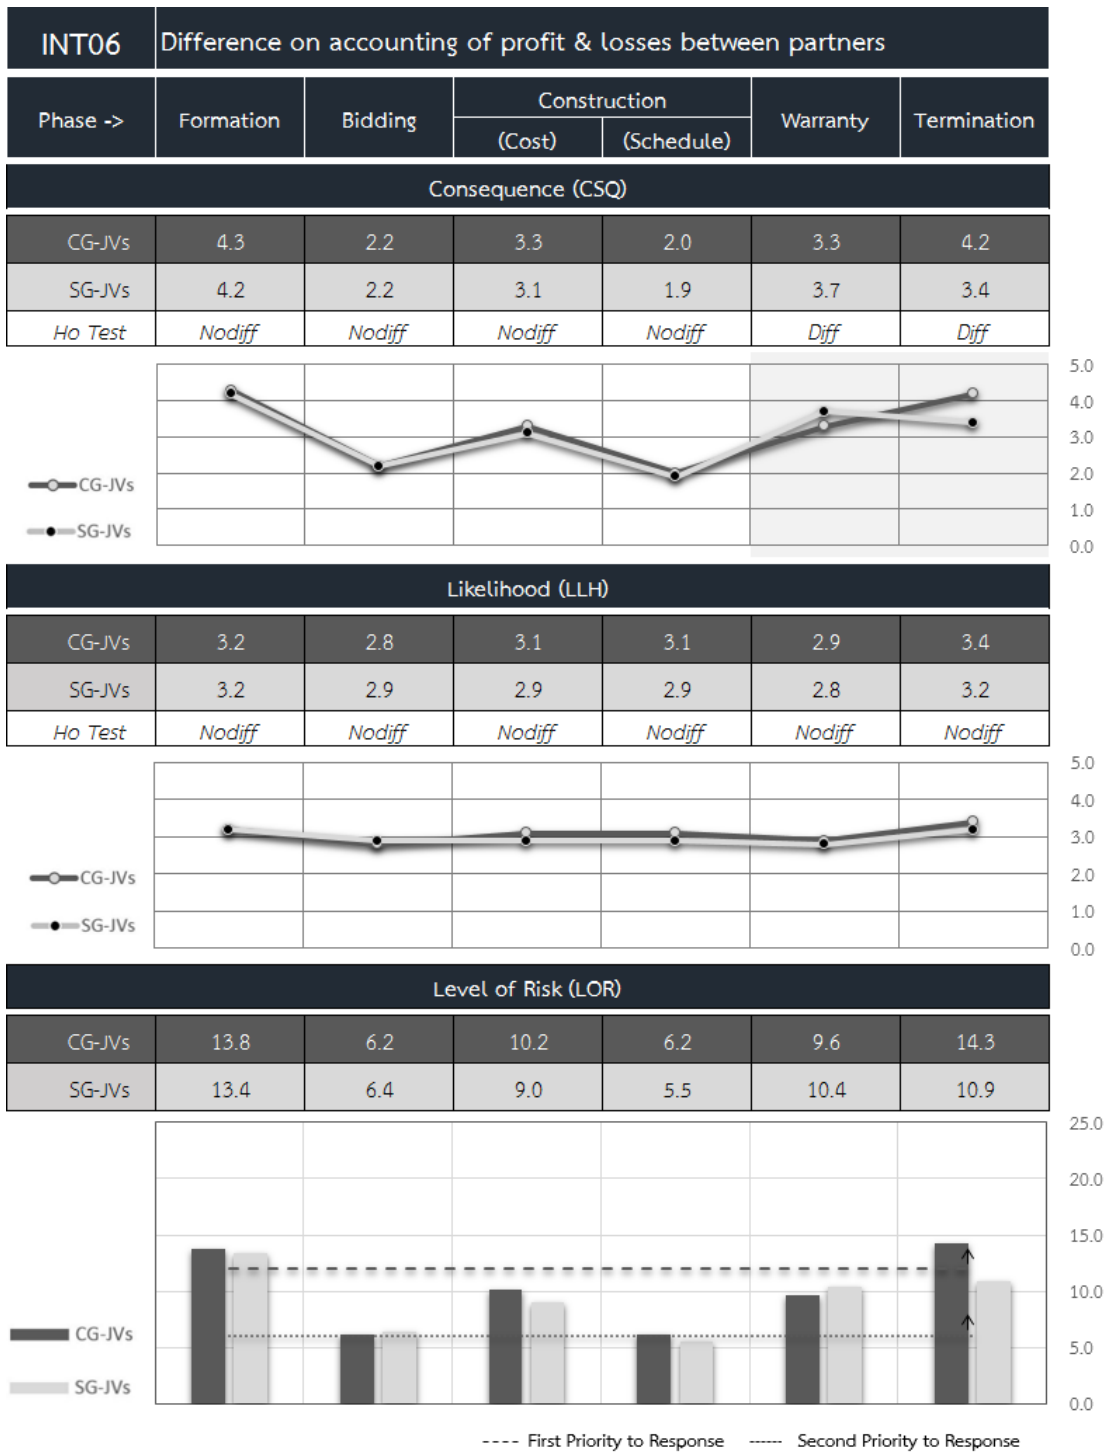 INT06 Difference on accounting of profit & losses between partners
Phase -> Formation Bidding Construction Warranty Termination
(Cost) (Schedule)
Consequence (CSQ)
CG-JVs 4.3 2.2 3.3 2.0 3.3 4.2
SG-JVs 4.2 2.2 3.1 1.9 3.7 3.4
Ho Test Nodiff Nodiff Nodiff Nodiff Diff Diff
5.0
4.0
3.0
2.0
1.0
0.0
CG-JVs
SG-JVs
Likelihood (LLH)
CG-JVs 3.2 2.8 3.1 3.1 2.9 3.4
SG-JVs 3.2 2.9 2.9 2.9 2.8 3.2
Ho Test Nodiff Nodiff Nodiff Nodiff Nodiff Nodiff
5.0
4.0
3.0
2.0
1.0
0.0
CG-JVs
SG-JVs
Level of Risk (LOR)
CG-JVs 13.8 6.2 10.2 6.2 9.6 14.3
SG-JVs 13.4 6.4 9.0 5.5 10.4 10.9
25.0
20.0
15.0
10.0
5.0
0.0
CG-JVs
SG-JVs
---- First Priority to Response ------ Second Priority to Response